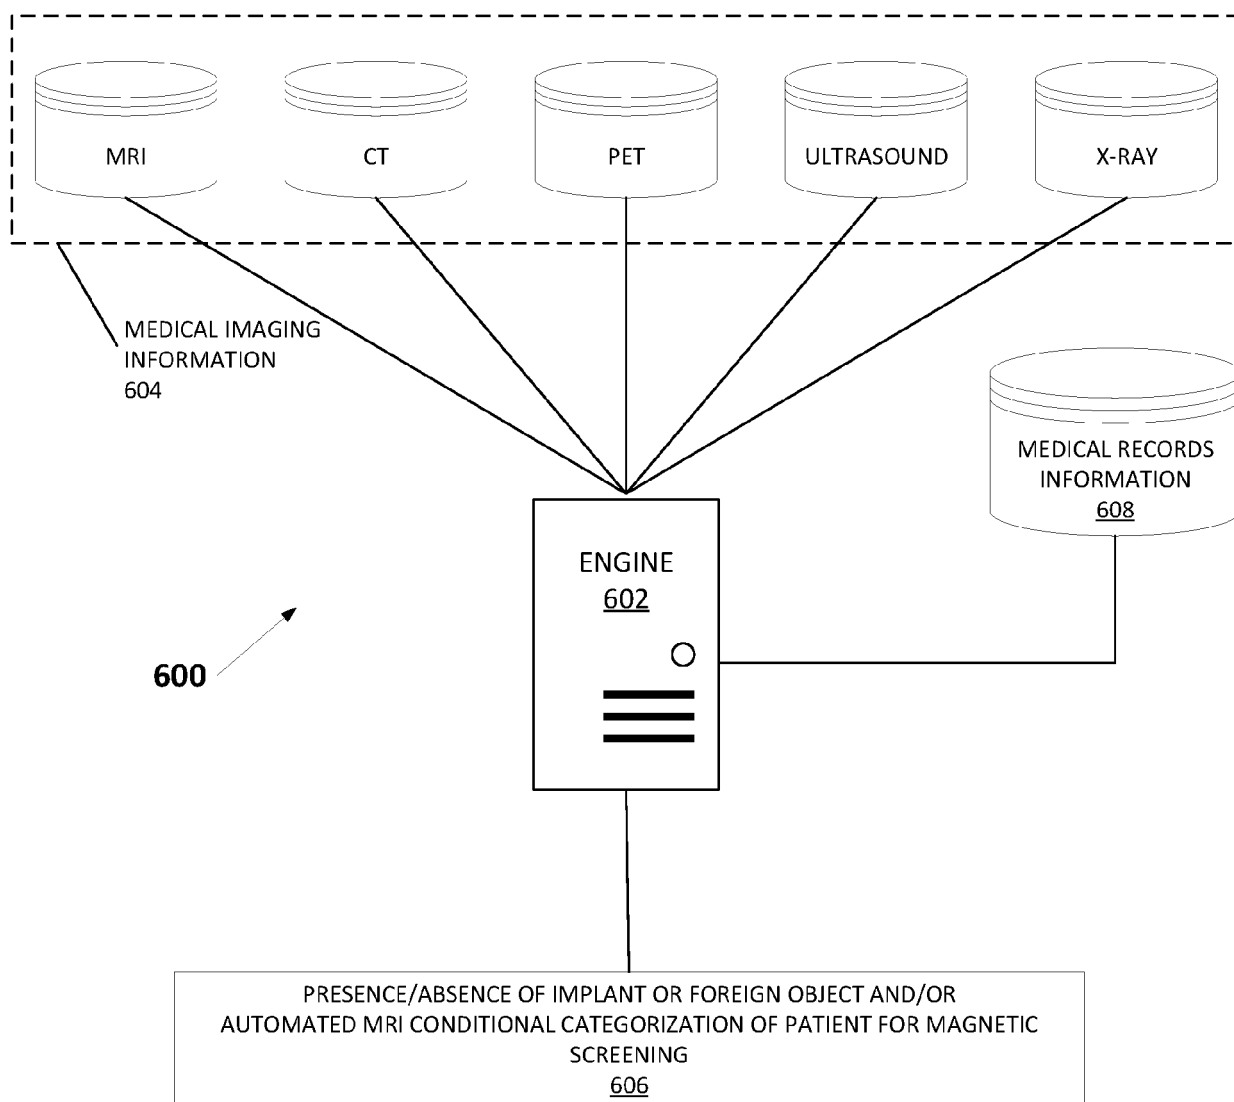 MRI
CT
PET
ULTRASOUND
X-RAY
MEDICAL IMAGING
INFORMATION
604
MEDICAL RECORDS
INFORMATION
608
ENGINE
602
600
PRESENCE/ABSENCE OF IMPLANT OR FOREIGN OBJECT AND/OR
AUTOMATED MRI CONDITIONAL CATEGORIZATION OF PATIENT FOR MAGNETIC
SCREENING
606